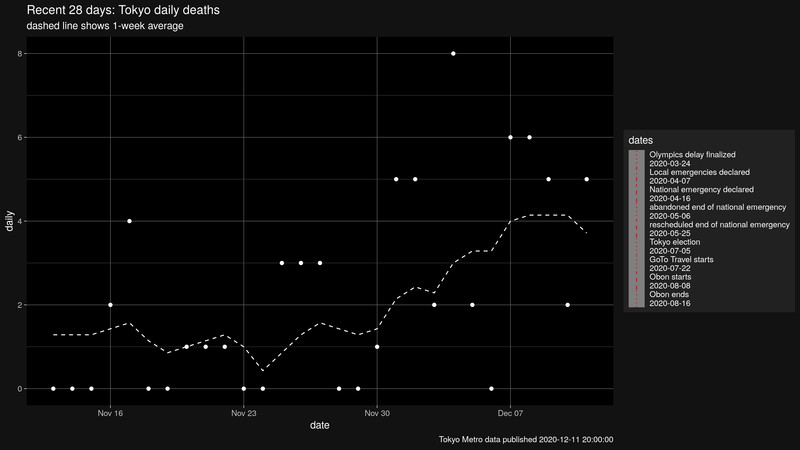 Recent 28 days: Tokyo daily deaths
dashed line shows 1-week average
8
6
4
2
0
daily
Nov 16
Nov 23
Nov 30
Dec 07
date
Tokyo Metro data published 2020-12-11 20:00:00
dates
Olympics delay finalized
2020-03-24
Local emergencies declared
2020-04-07
National emergency declared
2020-04-16
abandoned end of national emergency
2020-05-06
rescheduled end of national emergency
2020-05-25
Tokyo election
2020-07-05
GoTo Travel starts
2020-07-22
Obon starts
2020-08-08
Obon ends
2020-08-16